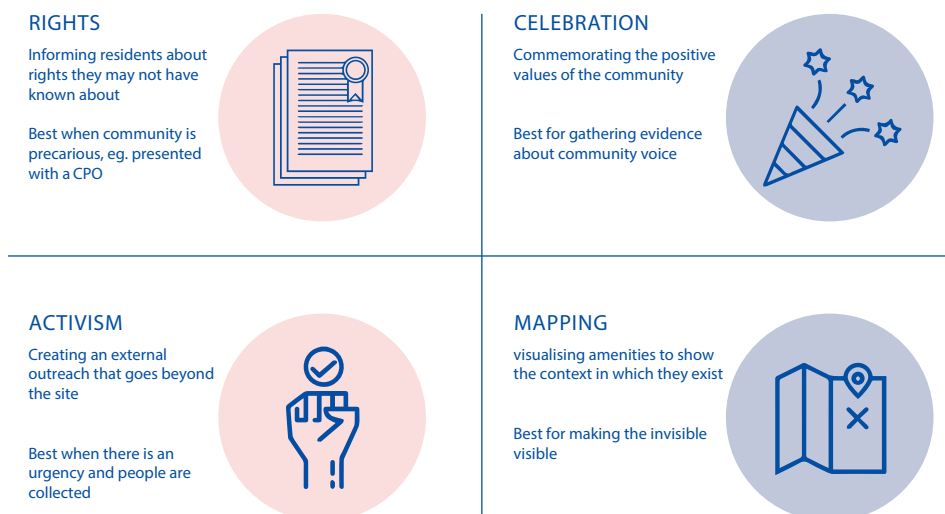 RIGHTS
Informing residents about
rights they may not have
known about
Best when community is
precarious, eg. presented
with a CPO
CELEBRATION
Commemorating the positive
values of the community
Best for gathering evidence
about community voice
ACTIVISM
Creating an external
outreach that goes beyond
the site
Best when there is an
urgency and people are
collected
MAPPING
visualising amenities to show
the context in which they exist
Best for making the invisible
visible